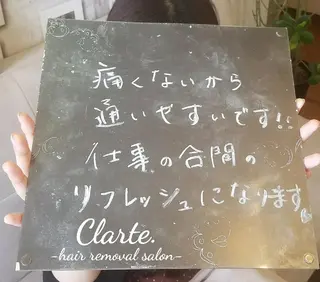 痛くないから
通いやすいです!!
仕事の合間の
リフレッシュになります
Clarte.
-hair removal salon-